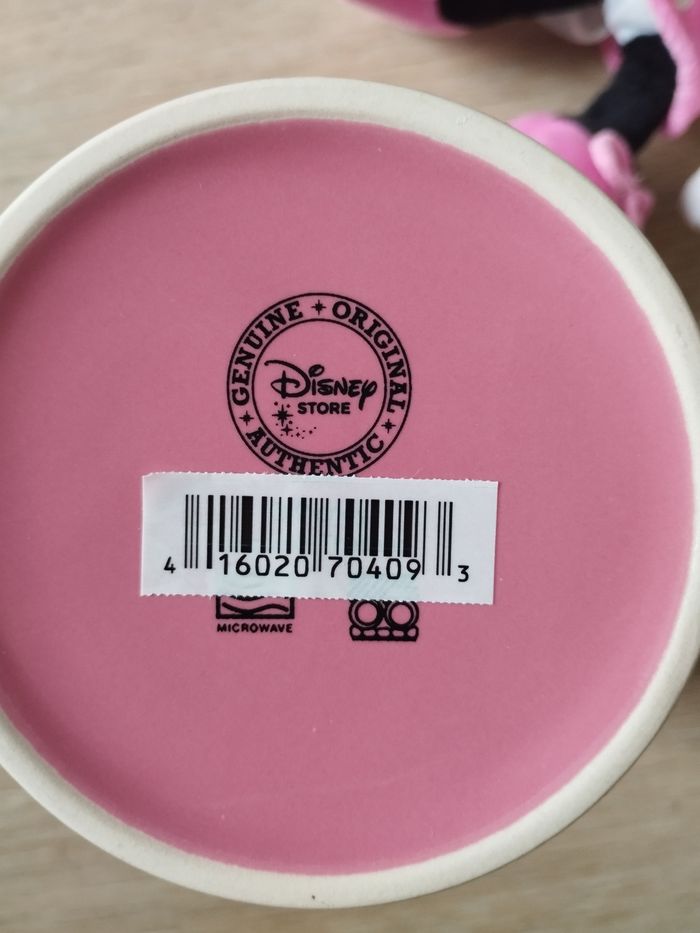 GENUINE ORIGINAL
Disney
STORE
AUTHENTIC
4 16020 70409 3
MICROWAVE